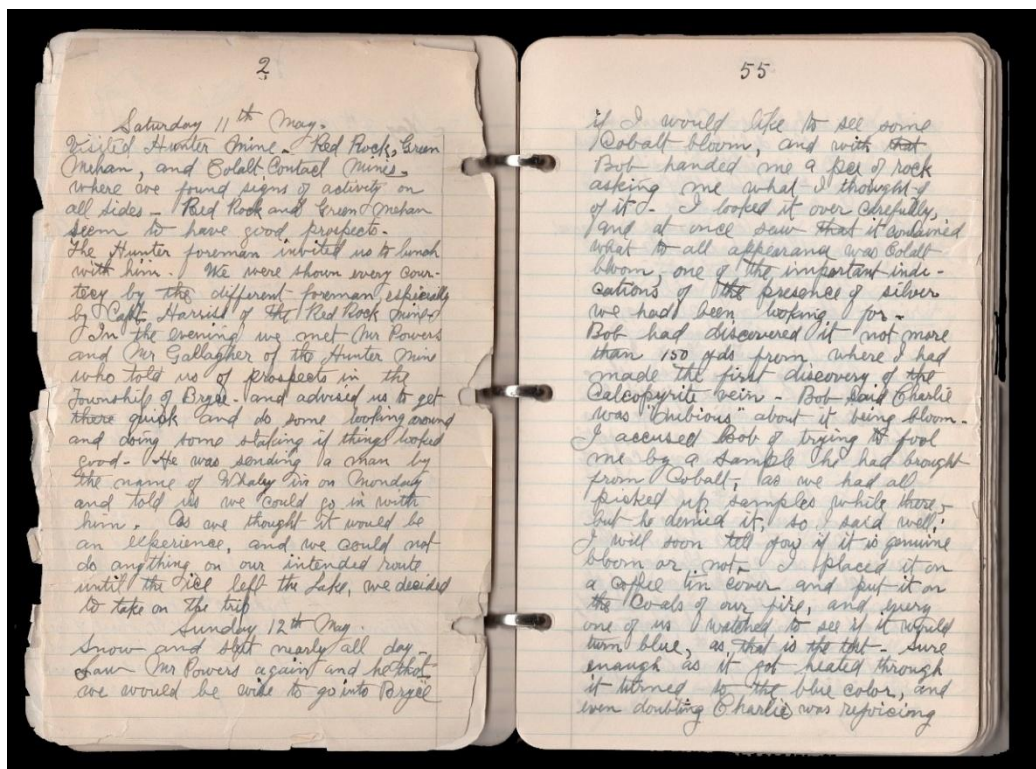 2
Saturday 11th May.
Visited Hunter Mine - Red Rock, Green
Mehan, and Cobalt Contact Mines,
where we found signs of activity on
all sides - Red Rock and Green Mehan
seem to have good prospects.
The Hunter foreman invited us to lunch
with him. We were shown every cour-
tecy by the different foreman, especially
by Capt. Harriss of the Red Rock mine.
In the evening we met Mr Powers
and Mr Gallagher of the Hunter Mine
who told us of prospects in the
Township of Bryce - and advised us to get
there quick and do some looking around
and doing some staking if things looked
good - He was sending a man by
the name of Whaley in on Monday
and told us we could go in with
him. As we thought it would be
an experience, and we could not
do anything on our intended route
until the ice left the Lake, we decided
to take on the trip
Sunday 12th May.
Snow and slept nearly all day -
Saw Mr Powers again and he thot
we would be wise to go into Bryce
55
if I would like to see some
Cobalt bloom, and with that
Bob handed me a pce of rock
asking me what I thought of
of it. I looked it over carefully,
and at once saw that it contained
what to all appearance was Cobalt
bloom, one of the important indi-
cations of the presence of silver
we had been looking for -
Bob had discovered it not more
than 150 yds from where I had
made the first discovery of the
Calcopyrite vein - Bob said Charlie
was "Dubious" about it being bloom.
I accused Bob of trying to fool
me by a sample he had brought
from Cobalt, as we had all
picked up samples while there,
but he denied it, so I said well,
I will soon tell you if it is genuine
bloom or not. I placed it on
a coffee tin cover and put it on
the Coals of our fire, and every
one of us watched to see if it would
turn blue, as that is the test - Sure
enough as it got heated through
it turned to the blue color, and
even doubting Charlie was rejoicing